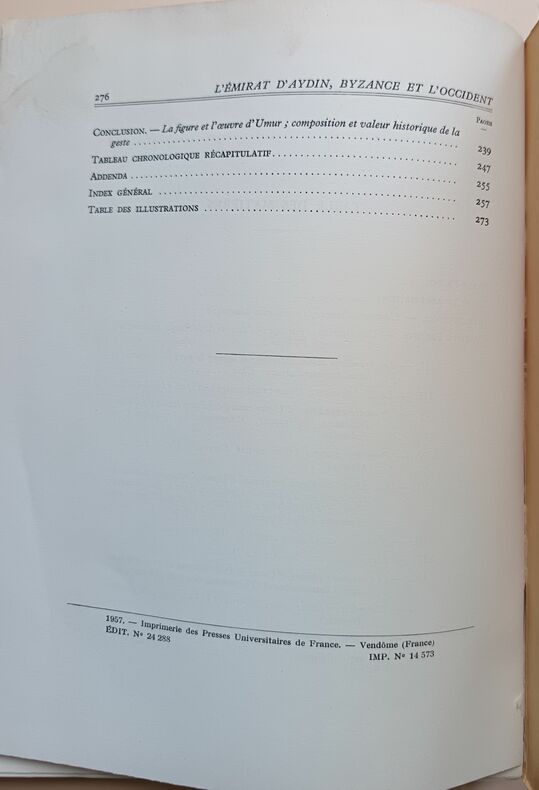 276 L'ÉMIRAT D'AYDIN, BYZANCE ET L'OCCIDENT
PAGES
CONCLUSION. — La figure et l'œuvre d'Umur ; composition et valeur historique de la
geste ........................................ 239
TABLEAU CHRONOLOGIQUE RÉCAPITULATIF........................ 247
ADDENDA ........................................ 255
INDEX GÉNÉRAL ........................................ 257
TABLE DES ILLUSTRATIONS ................................ 273
1957. — Imprimerie des Presses Universitaires de France. — Vendôme (France)
ÉDIT. Nº 24 288 IMP. Nº 14 573